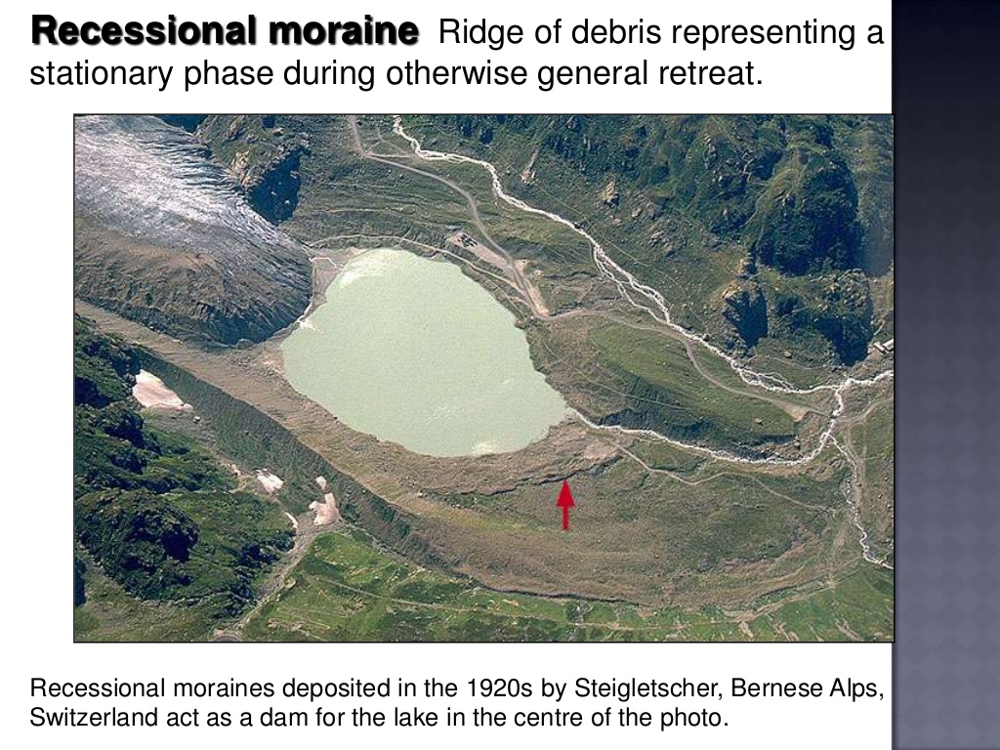 Recessional moraine Ridge of debris representing a
stationary phase during otherwise general retreat.
Recessional moraines deposited in the 1920s by Steigletscher, Bernese Alps,
Switzerland act as a dam for the lake in the centre of the photo.